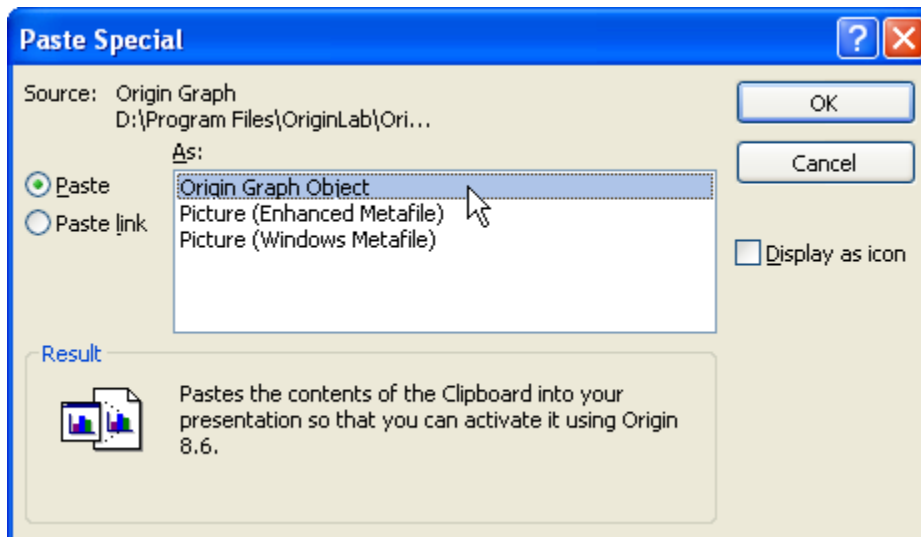 Paste Special
Source: Origin Graph
D:\Program Files\OriginLab\Ori...
As:
Paste
Paste link
Origin Graph Object
Picture (Enhanced Metafile)
Picture (Windows Metafile)
OK
Cancel
Display as icon
Result
Pastes the contents of the Clipboard into your
presentation so that you can activate it using Origin
8.6.